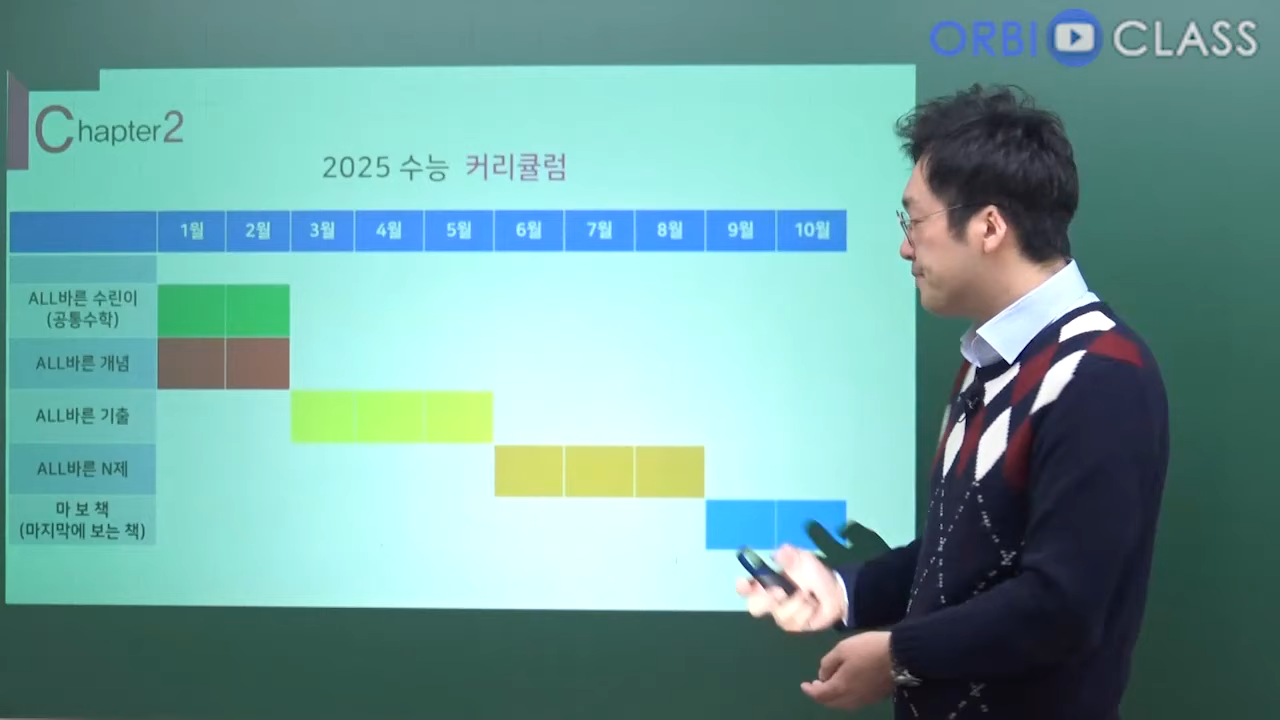 ORBI CLASS
Chapter2
2025 수능 커리큘럼
1월 2월 3월 4월 5월 6월 7월 8월 9월 10월
ALL바른 수린이
(공통수학)
ALL바른 개념
ALL바른 기출
ALL바른 N제
마 보 책
(마지막에 보는 책)